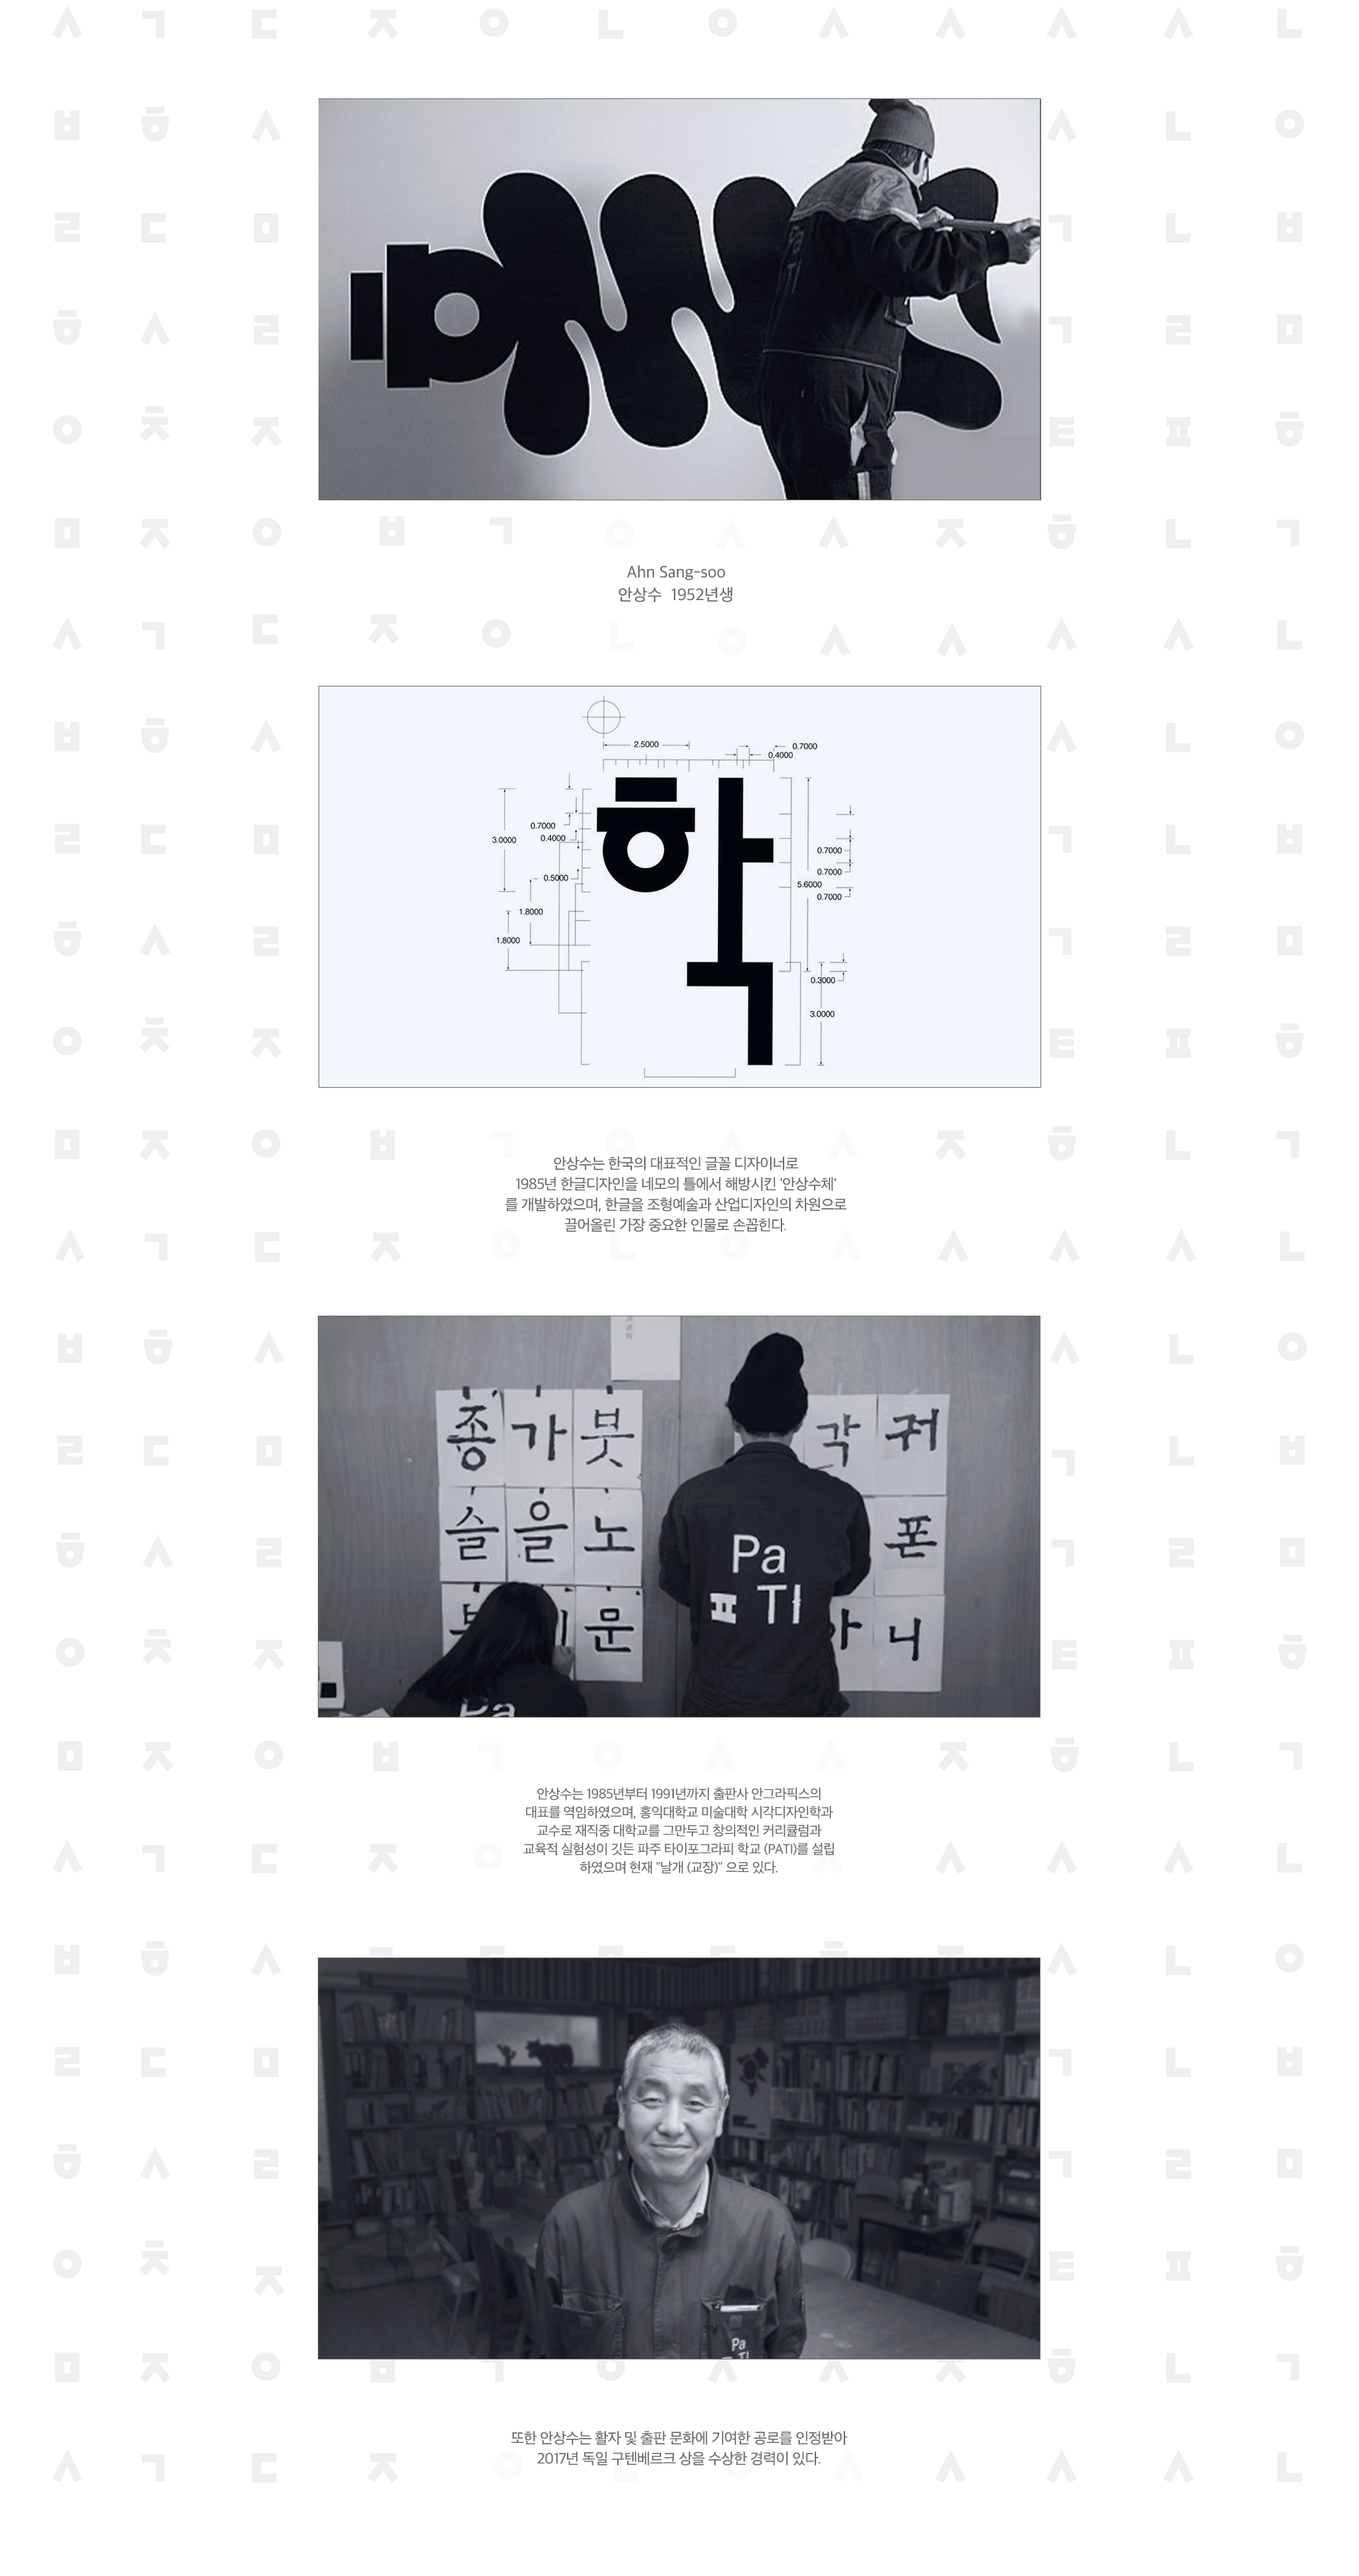 Ahn Sang-soo
안상수 1952년생
2.5000
0.7000
0.4000
학
0.7000
3.0000
0.4000
0.5000
1.8000
1.8000
0.7000
0.7000
5.6000
0.7000
0.3000
3.0000
안상수는 한국의 대표적인 글꼴 디자이너로
1985년 한글디자인을 네모의 틀에서 해방시킨 '안상수체'
를 개발하였으며, 한글을 조형예술과 산업디자인의 차원으로
끌어올린 가장 중요한 인물로 손꼽힌다.
종 가 붓 각 귀
슬 을 노 폰
문 니
Pa
TI
Pa
안상수는 1985년부터 1991년까지 출판사 안그라픽스의
대표를 역임하였으며, 홍익대학교 미술대학 시각디자인학과
교수로 재직중 대학교를 그만두고 창의적인 커리큘럼과
교육적 실험성이 깃든 파주 타이포그라피 학교 (PATI)를 설립
하였으며 현재 "날개 (교장)" 으로 있다.
Pa
TI
또한 안상수는 활자 및 출판 문화에 기여한 공로를 인정받아
2017년 독일 구텐베르크 상을 수상한 경력이 있다.